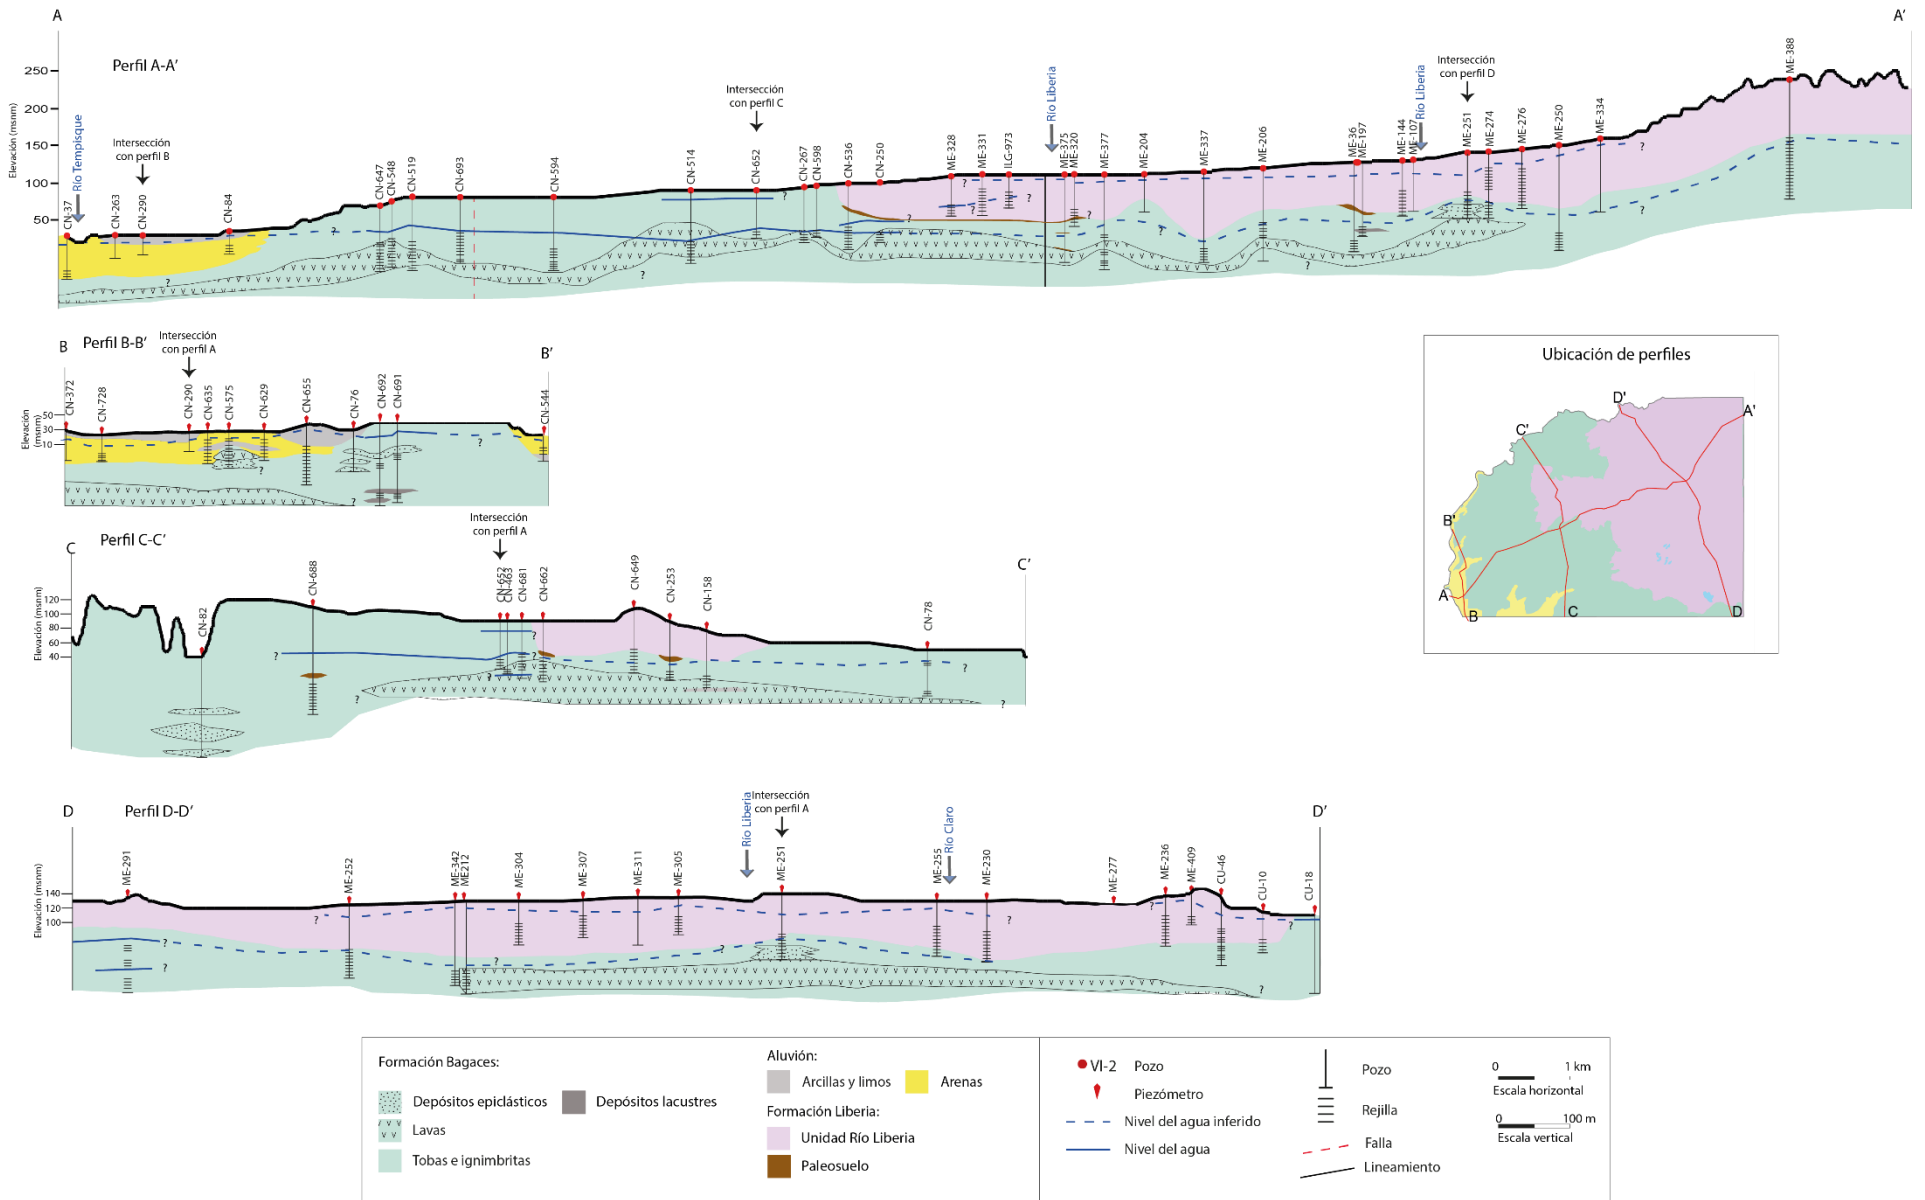 A
A'
Perfil A-A'
Elevación (msnm)
250
200
150
100
50
Río Tempisque
Intersección
con perfil B
Intersección
con perfil C
Río Liberia
Río Liberia
Intersección
con perfil D
CN-37
CN-263
CN-290
CN-84
CN-647
CN-548
CN-519
CN-693
CN-594
CN-514
CN-652
CN-267
CN-598
CN-536
CN-250
ME-328
ME-331
ILG-973
ME-375
ME-320
ME-377
ME-204
ME-337
ME-206
ME-36
ME-197
ME-144
ME-107
ME-251
ME-274
ME-276
ME-250
ME-334
ME-388
? ? ? ? ? ? ? ? ? ? ? ? ?
B
Perfil B-B'
Intersección
con perfil A
B'
Elevación
(msnm)
50
30
10
CN-372
CN-728
CN-290
CN-635
CN-575
CN-629
CN-655
CN-76
CN-692
CN-691
CN-544
? ? ?
C
Perfil C-C'
Intersección
con perfil A
C'
Elevación (msnm)
120
100
80
60
40
CN-82
CN-688
CN-652
CN-463
CN-681
CN-662
CN-649
CN-253
CN-158
CN-78
? ? ? ? ? ? ?
D
Perfil D-D'
Río Liberia
Intersección
con perfil A
Río Claro
D'
Elevación (msnm)
140
120
100
ME-291
ME-252
ME-342
ME212
ME-304
ME-307
ME-311
ME-305
ME-251
ME-255
ME-230
ME-277
ME-236
ME-409
CU-46
CU-10
CU-18
? ? ? ? ? ? ? ? ?
Ubicación de perfiles
D'
A'
C'
B'
A
B
C
D
Formación Bagaces:
Depósitos epiclásticos
Depósitos lacustres
Lavas
Tobas e ignimbritas
Aluvión:
Arcillas y limos
Arenas
Formación Liberia:
Unidad Río Liberia
Paleosuelo
VI-2 Pozo
Piezómetro
Nivel del agua inferido
Nivel del agua
Pozo
Rejilla
Falla
Lineamiento
0 1 km
Escala horizontal
0 100 m
Escala vertical